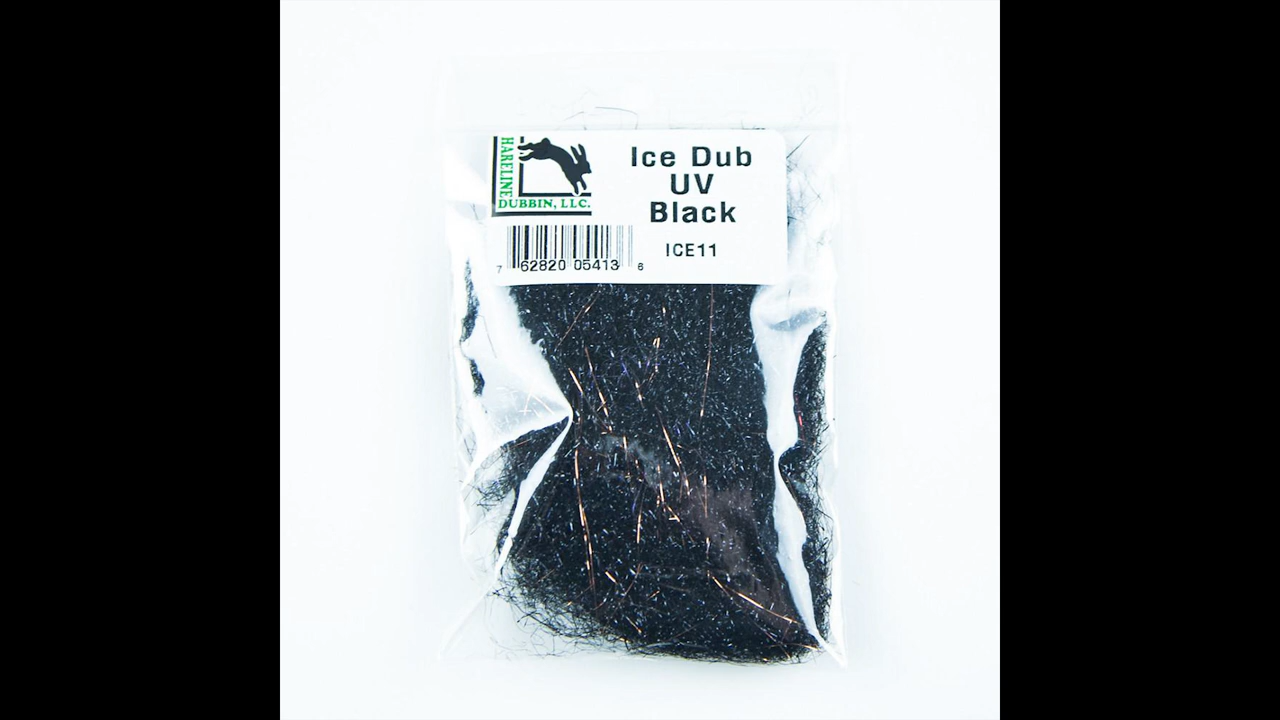 HARELINE
DUBBIN, LLC.
Ice Dub
UV
Black
ICE11
7 62820 05413 6